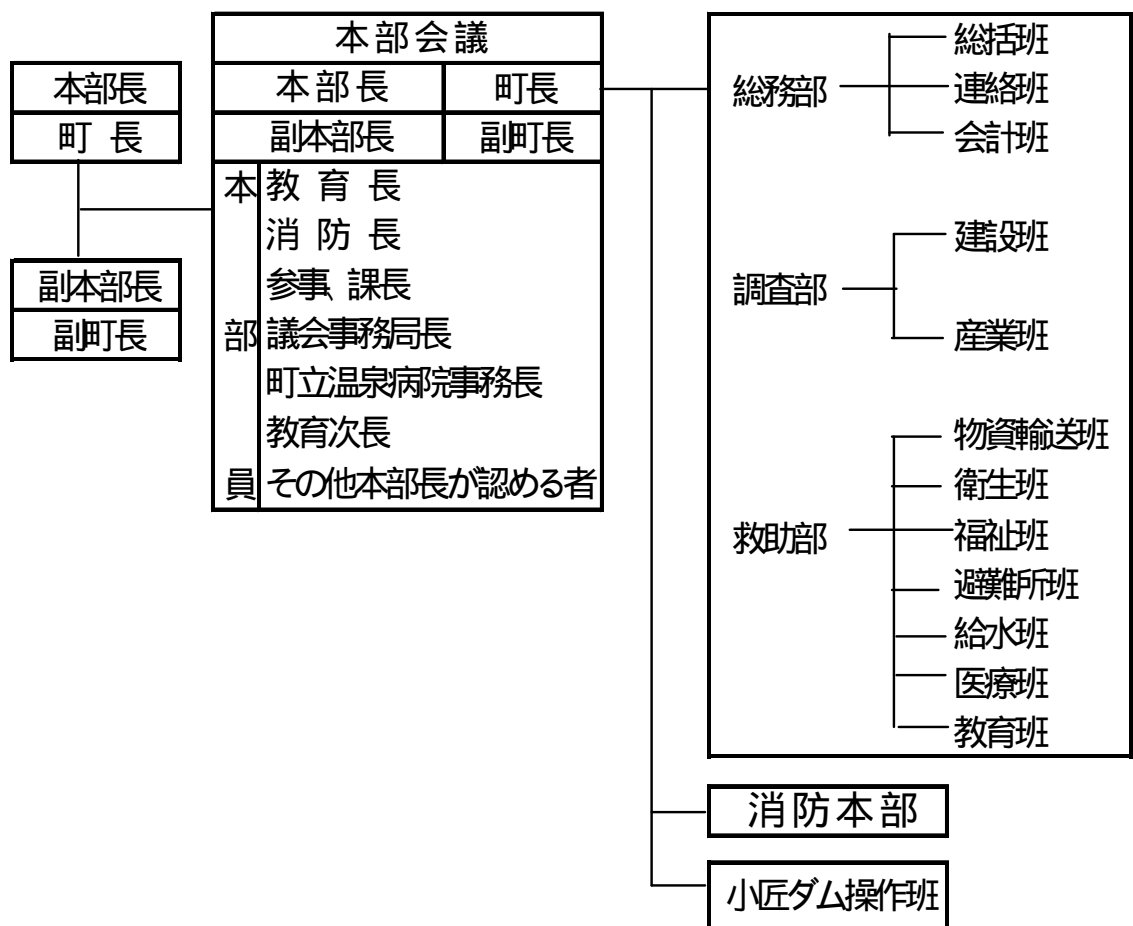 本部長
町 長
副本部長
副町長
本部会議
本部長 町長
副本部長 副町長
本部員
教育長
消防長
参事、課長
議会事務局長
町立温泉病院事務長
教育次長
その他本部長が認める者
総務部
総括班
連絡班
会計班
調査部
建設班
産業班
救助部
物資輸送班
衛生班
福祉班
避難所班
給水班
医療班
教育班
消防本部
小匠ダム操作班